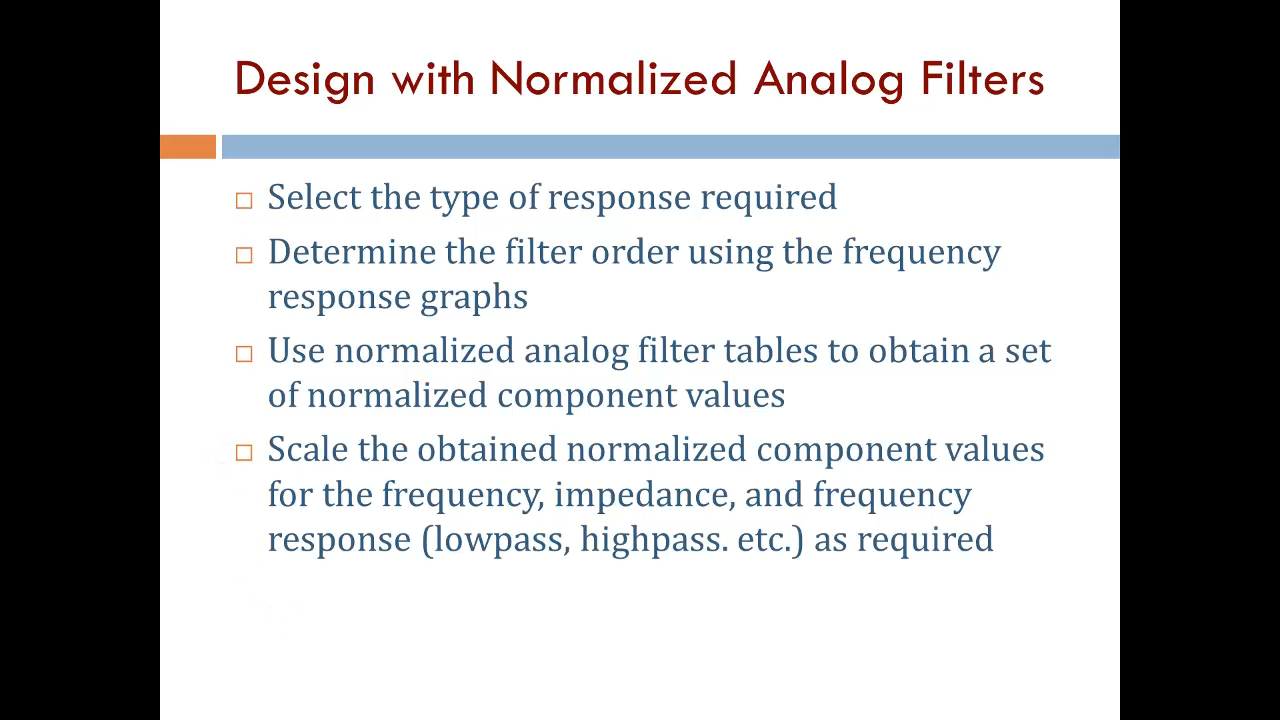 Design with Normalized Analog Filters
Select the type of response required
Determine the filter order using the frequency
response graphs
Use normalized analog filter tables to obtain a set
of normalized component values
Scale the obtained normalized component values
for the frequency, impedance, and frequency
response (lowpass, highpass. etc.) as required